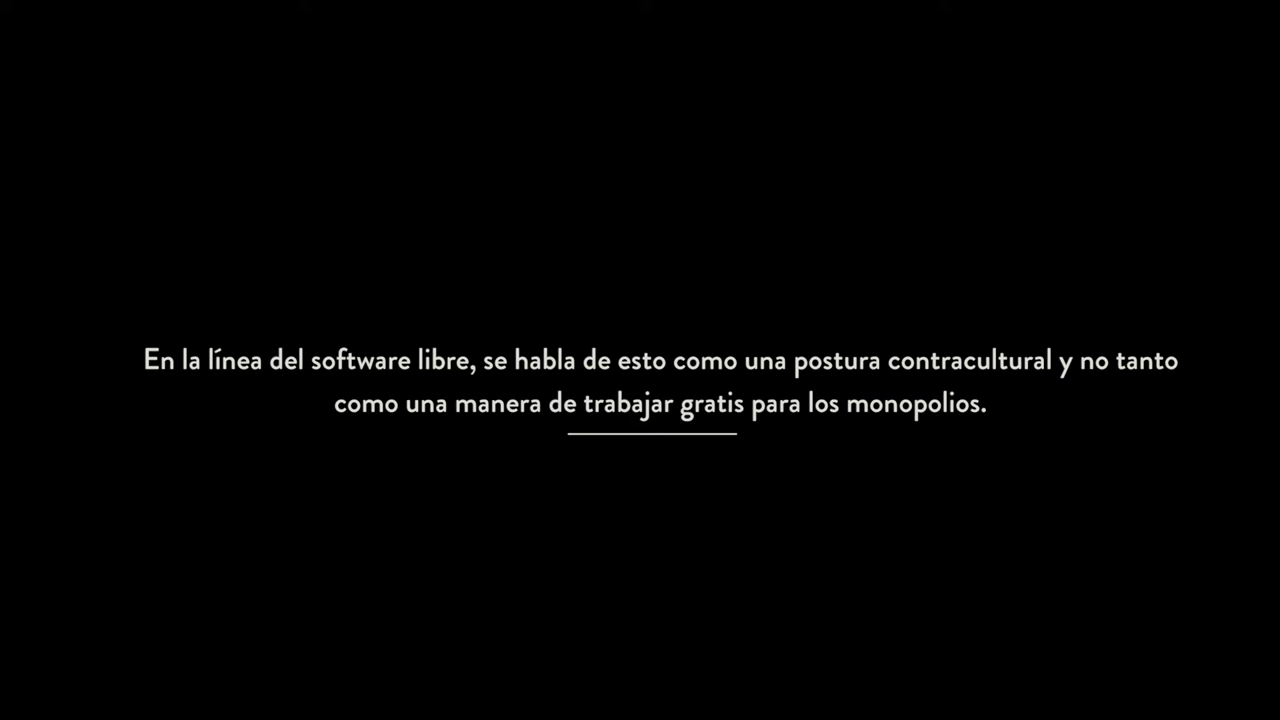 En la línea del software libre, se habla de esto como una postura contracultural y no tanto
como una manera de trabajar gratis para los monopolios.